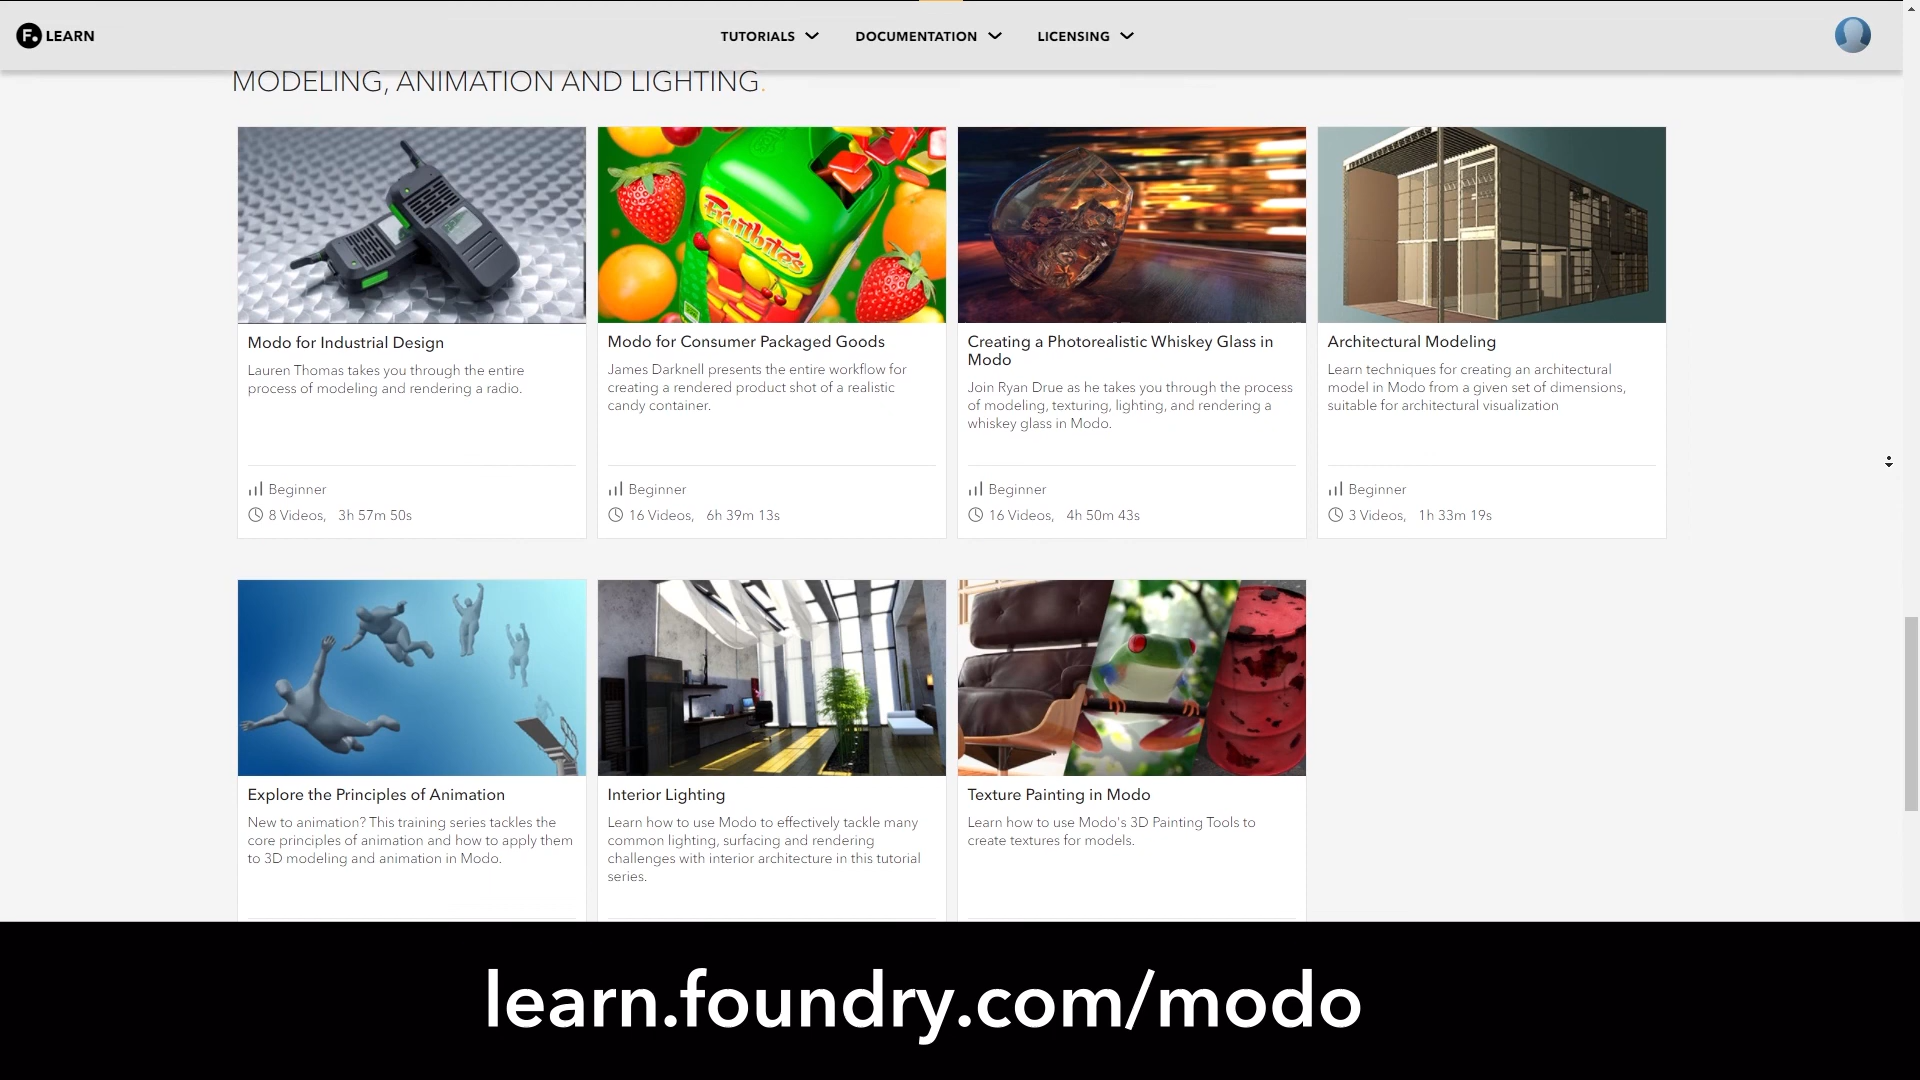 F. LEARN
TUTORIALS
DOCUMENTATION
LICENSING
MODELING, ANIMATION AND LIGHTING.
Fruitbites
Modo for Industrial Design
Lauren Thomas takes you through the entire
process of modeling and rendering a radio.
Beginner
8 Videos, 3h 57m 50s
Modo for Consumer Packaged Goods
James Darknell presents the entire workflow for
creating a rendered product shot of a realistic
candy container.
Beginner
16 Videos, 6h 39m 13s
Creating a Photorealistic Whiskey Glass in
Modo
Join Ryan Drue as he takes you through the process
of modeling, texturing, lighting, and rendering a
whiskey glass in Modo.
Beginner
16 Videos, 4h 50m 43s
Architectural Modeling
Learn techniques for creating an architectural
model in Modo from a given set of dimensions,
suitable for architectural visualization
Beginner
3 Videos, 1h 33m 19s
Explore the Principles of Animation
New to animation? This training series tackles the
core principles of animation and how to apply them
to 3D modeling and animation in Modo.
Interior Lighting
Learn how to use Modo to effectively tackle many
common lighting, surfacing and rendering
challenges with interior architecture in this tutorial
series.
Texture Painting in Modo
Learn how to use Modo's 3D Painting Tools to
create textures for models.
learn.foundry.com/modo